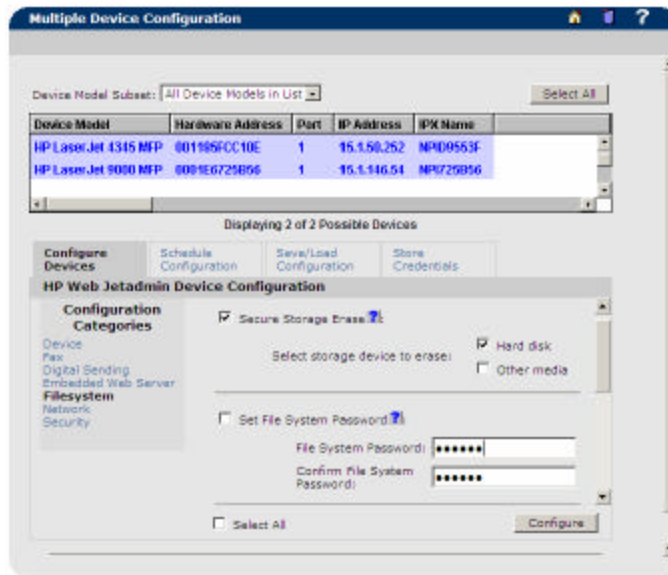 Multiple Device Configuration ?
Device Model Subset: All Device Models in List Select All
Device Model Hardware Address Port IP Address IPX Name
HP LaserJet 4345 MFP 001185FCC10E 1 15.1.50.252 NPID9553F
HP LaserJet 9000 MFP 0001E6725B56 1 15.1.146.54 NPI725B56
Displaying 2 of 2 Possible Devices
Configure Devices Schedule Configuration Save/Load Configuration Store Credentials
HP Web Jetadmin Device Configuration
Configuration Categories
Device
Fax
Digital Sending
Embedded Web Server
Filesystem
Network
Security
Secure Storage Erase ?
Select storage device to erase: Hard disk
Other media
Set File System Password ?
File System Password: ••••••
Confirm File System Password: ••••••
Select All Configure